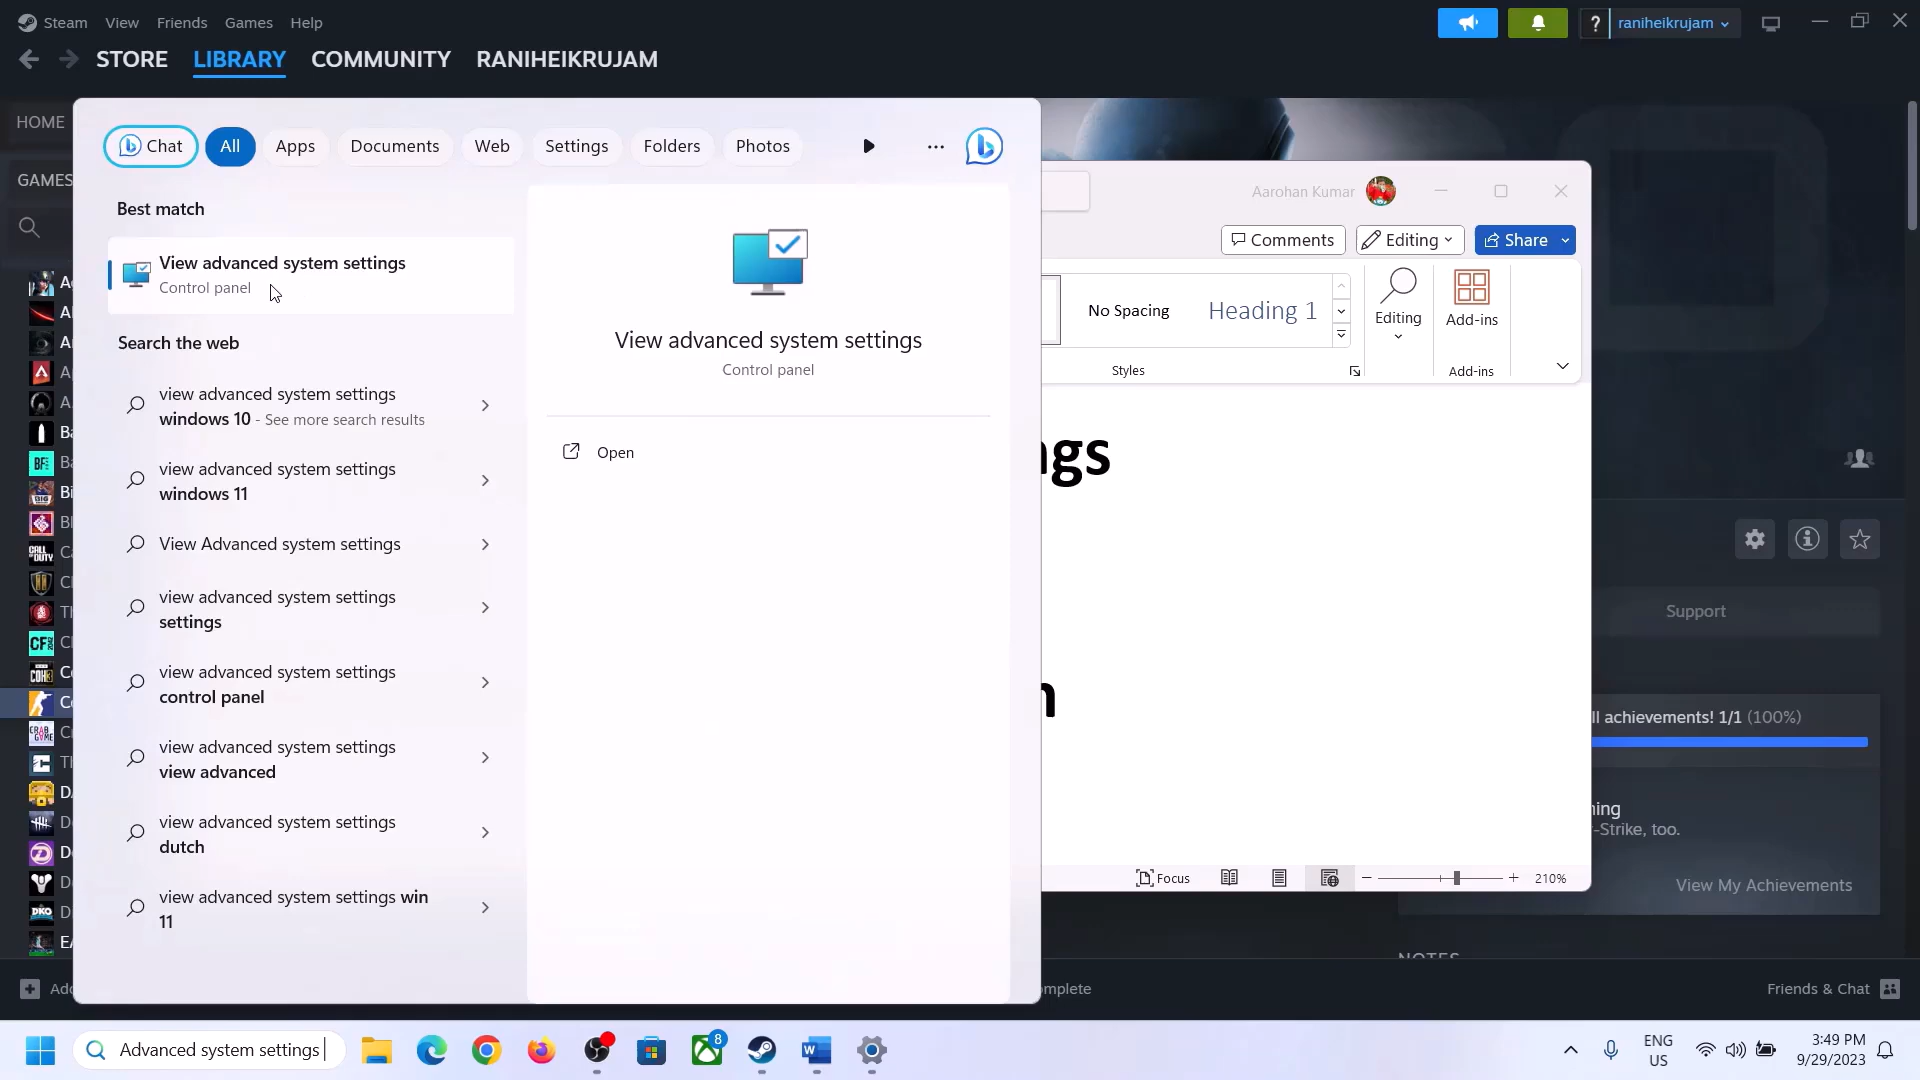 Steam View Friends Games Help
raniheikrujam
STORE LIBRARY COMMUNITY RANIHEIKRUJAM
HOME
GAMES
Chat All Apps Documents Web Settings Folders Photos
Best match
View advanced system settings
Control panel
Search the web
view advanced system settings
windows 10 - See more search results
view advanced system settings
windows 11
View Advanced system settings
view advanced system settings
settings
view advanced system settings
control panel
view advanced system settings
view advanced
view advanced system settings
dutch
view advanced system settings win
11
View advanced system settings
Control panel
Open
Aarohan Kumar
Comments Editing Share
No Spacing Heading 1
Editing
Add-ins
Styles
Add-ins
ngs
n
Focus
210%
Support
ll achievements! 1/1 (100%)
ning
-Strike, too.
View My Achievements
NOTES
Add
omplete
Friends & Chat
Advanced system settings
8
ENG
US
3:49 PM
9/29/2023